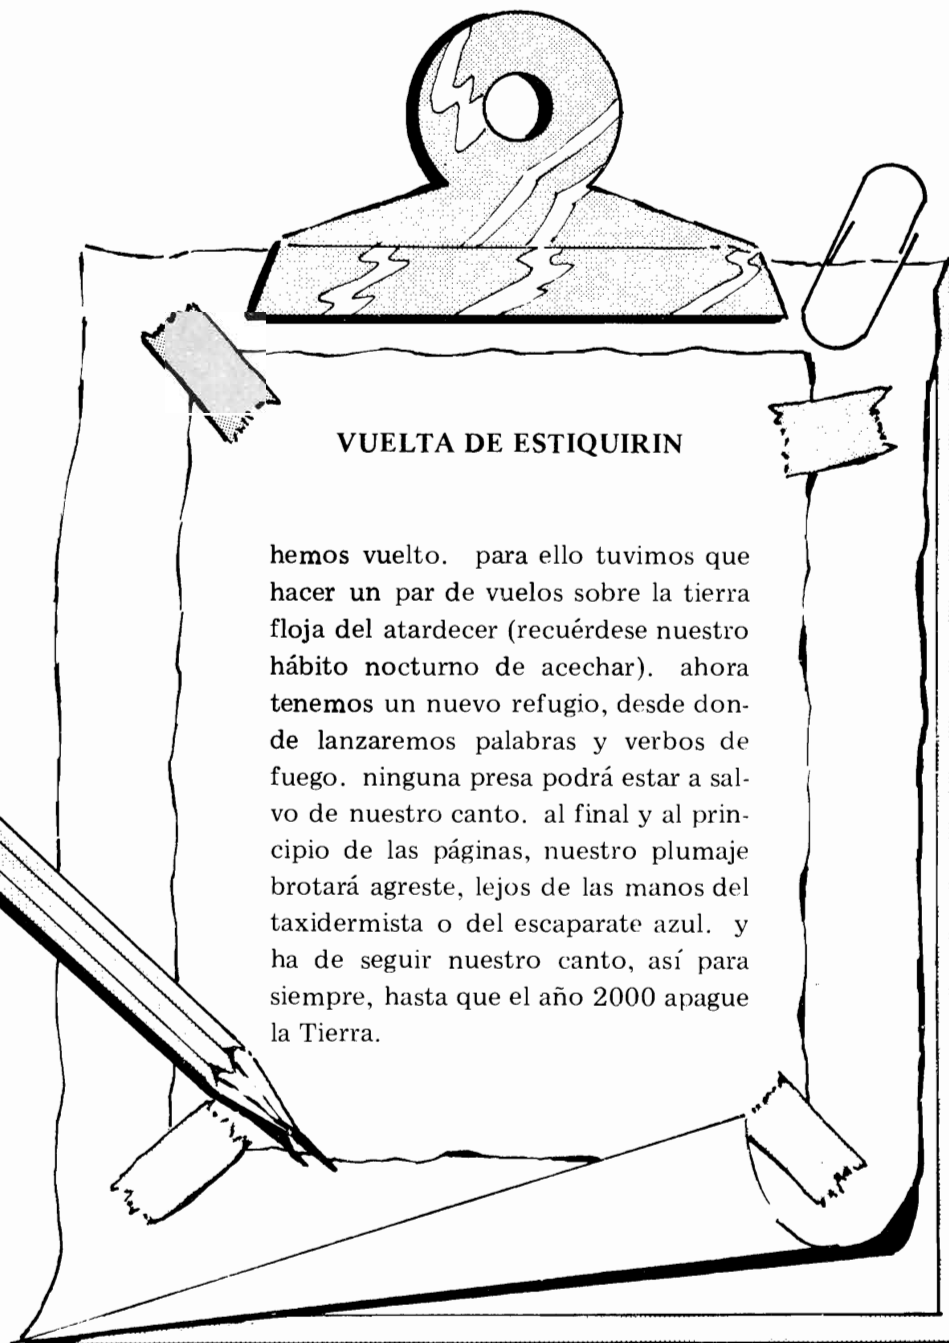 VUELTA DE ESTIQUIRIN
hemos vuelto. para ello tuvimos que
hacer un par de vuelos sobre la tierra
floja del atardecer (recuérdese nuestro
hábito nocturno de acechar). ahora
tenemos un nuevo refugio, desde don-
de lanzaremos palabras y verbos de
fuego. ninguna presa podrá estar a sal-
vo de nuestro canto. al final y al prin-
cipio de las páginas, nuestro plumaje
brotará agreste, lejos de las manos del
taxidermista o del escaparate azul. y
ha de seguir nuestro canto, así para
siempre, hasta que el año 2000 apague
la Tierra.